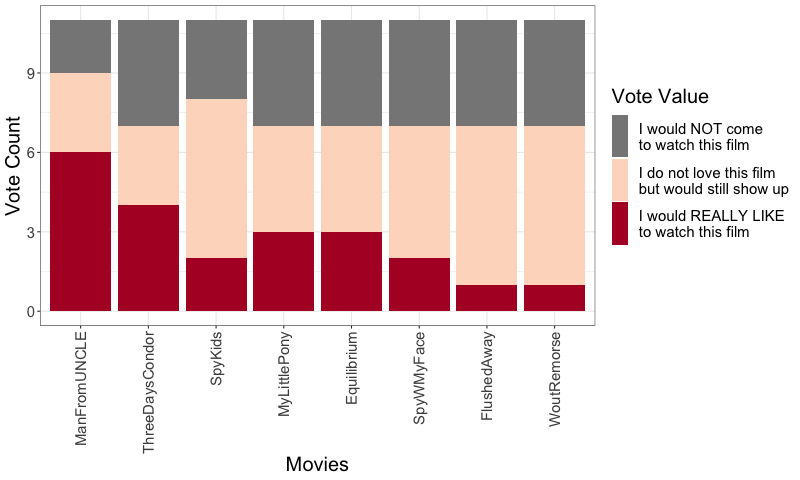 Vote Count
9
6
3
0
ManFromUNCLE
ThreeDaysCondor
SpyKids
MyLittlePony
Equilibrium
SpyWMyFace
FlushedAway
WoutRemorse
Movies
Vote Value
I would NOT come
to watch this film
I do not love this film
but would still show up
I would REALLY LIKE
to watch this film